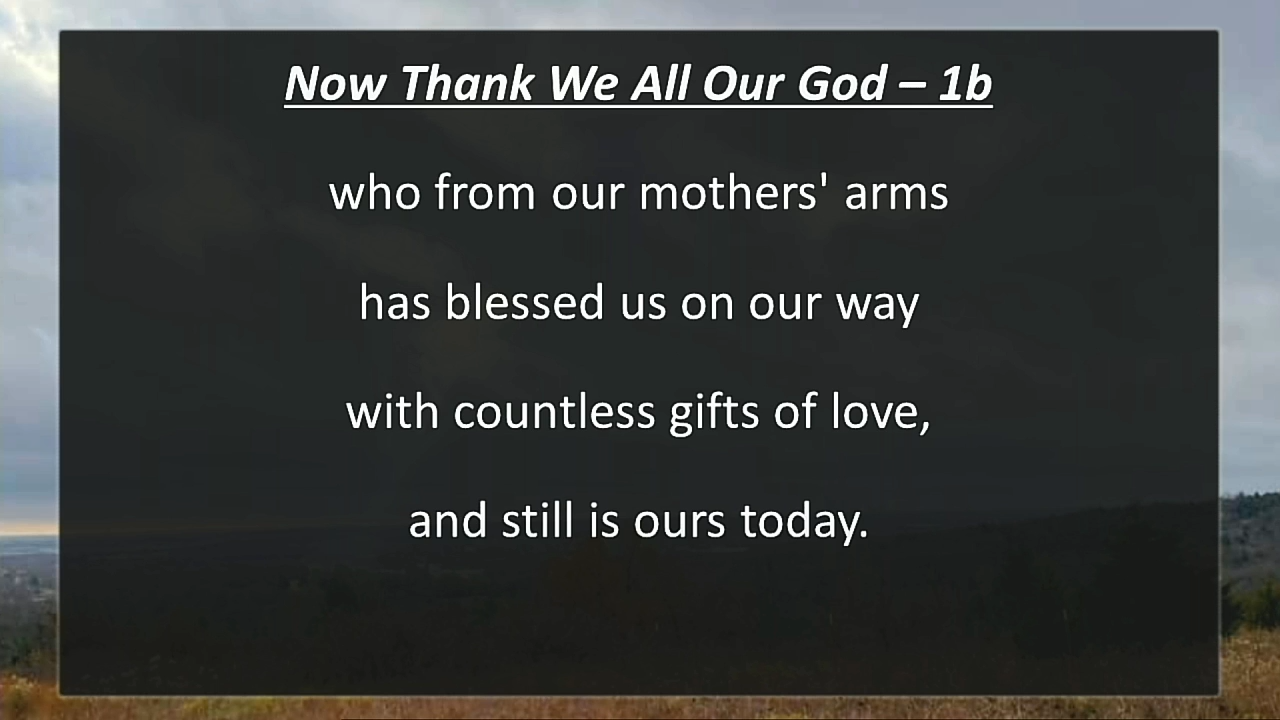 Now Thank We All Our God – 1b
who from our mothers' arms
has blessed us on our way
with countless gifts of love,
and still is ours today.